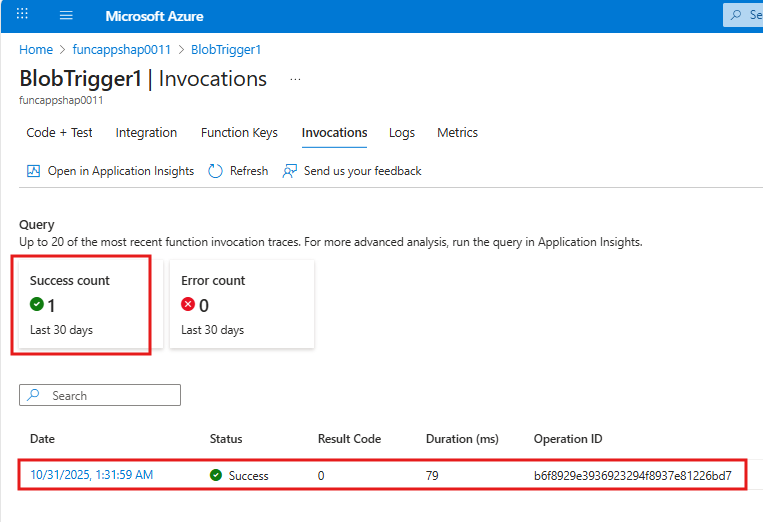 Microsoft Azure
Se
Home > funcappshap0011 > BlobTrigger1
BlobTrigger1 | Invocations ...
funcappshap0011
Code + Test Integration Function Keys Invocations Logs Metrics
Open in Application Insights Refresh Send us your feedback
Query
Up to 20 of the most recent function invocation traces. For more advanced analysis, run the query in Application Insights.
Success count Error count
1 0
Last 30 days Last 30 days
Search
Date Status Result Code Duration (ms) Operation ID
10/31/2025, 1:31:59 AM Success 0 79 b6f8929e3936923294f8937e81226bd7